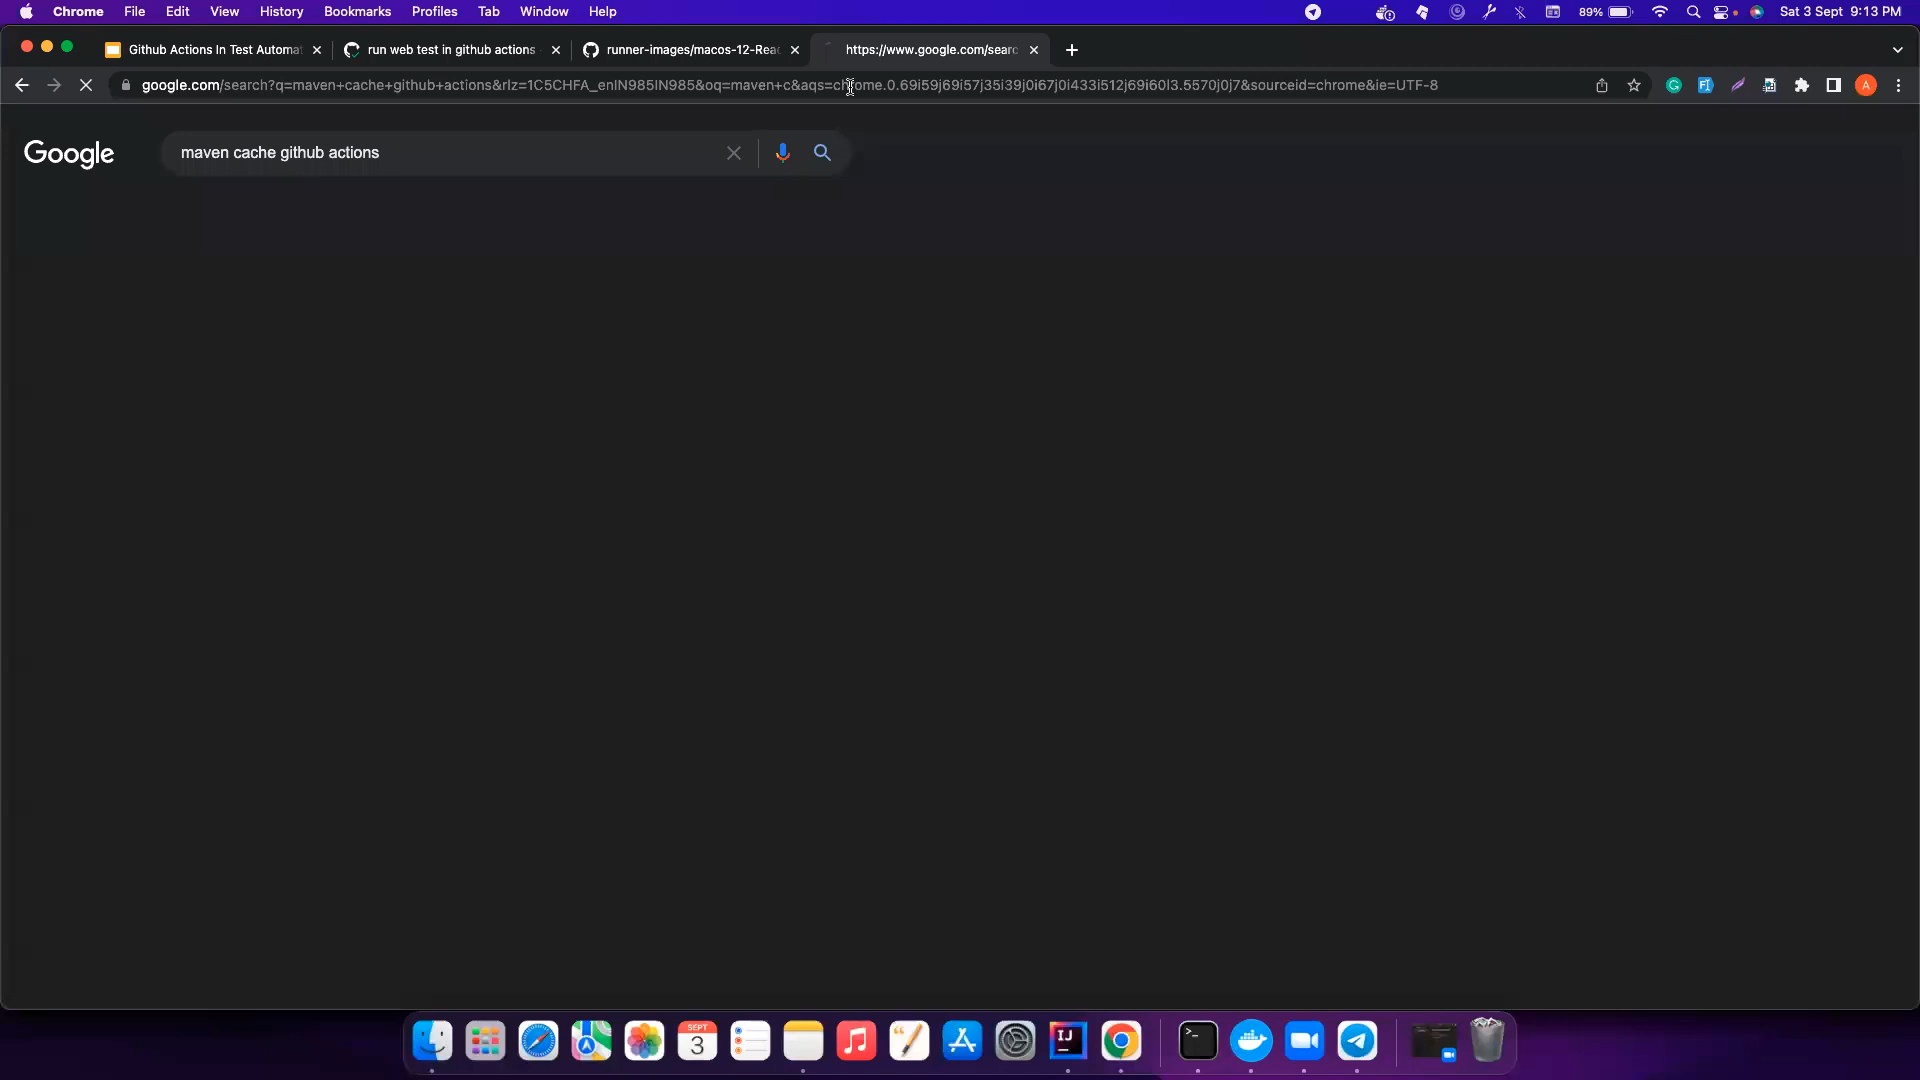 Chrome File Edit View History Bookmarks Profiles Tab Window Help 89% Sat 3 Sept 9:13 PM
Github Actions In Test Automat run web test in github actions runner-images/macos-12-Rea https://www.google.com/searc
google.com/search?q=maven+cache+github+actions&rlz=1C5CHFA_enIN985IN985&oq=maven+c&aqs=chrome.0.69i59j69i57j35i39j0i67j0i433i512j69i60l3.5570j0j7&sourceid=chrome&ie=UTF-8 A
Google maven cache github actions
SEPT
3
IJ